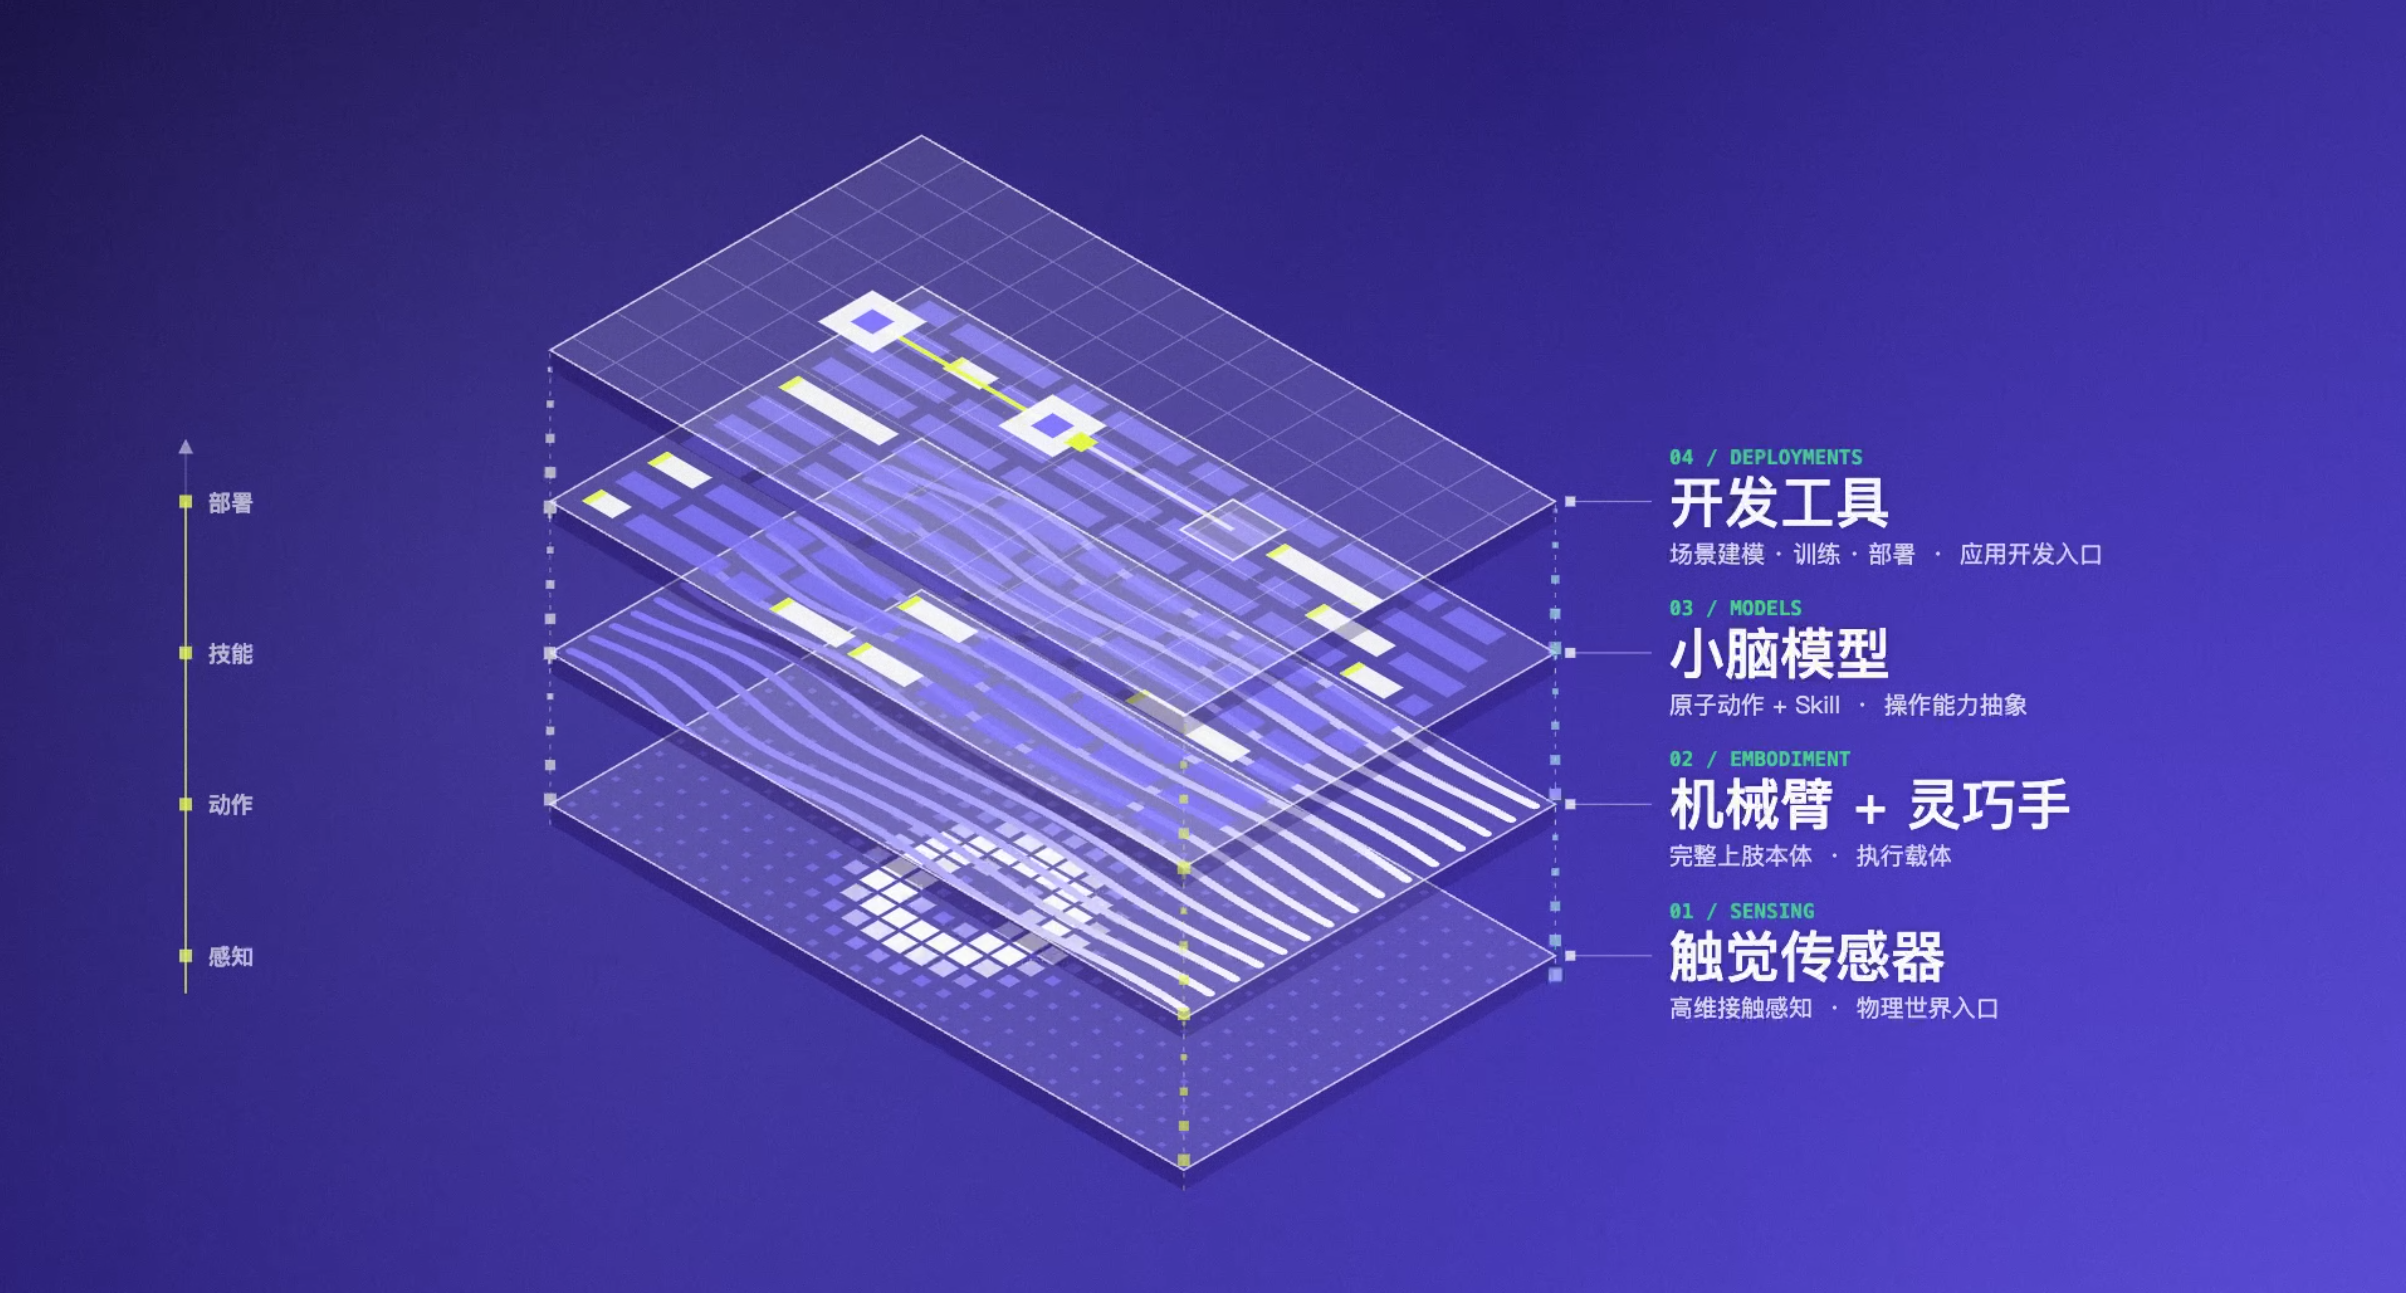 部署
技能
动作
感知
04 / DEPLOYMENTS
开发工具
场景建模 · 训练 · 部署 · 应用开发入口
03 / MODELS
小脑模型
原子动作 + Skill · 操作能力抽象
02 / EMBODIMENT
机械臂 + 灵巧手
完整上肢本体 · 执行载体
01 / SENSING
触觉传感器
高维接触感知 · 物理世界入口